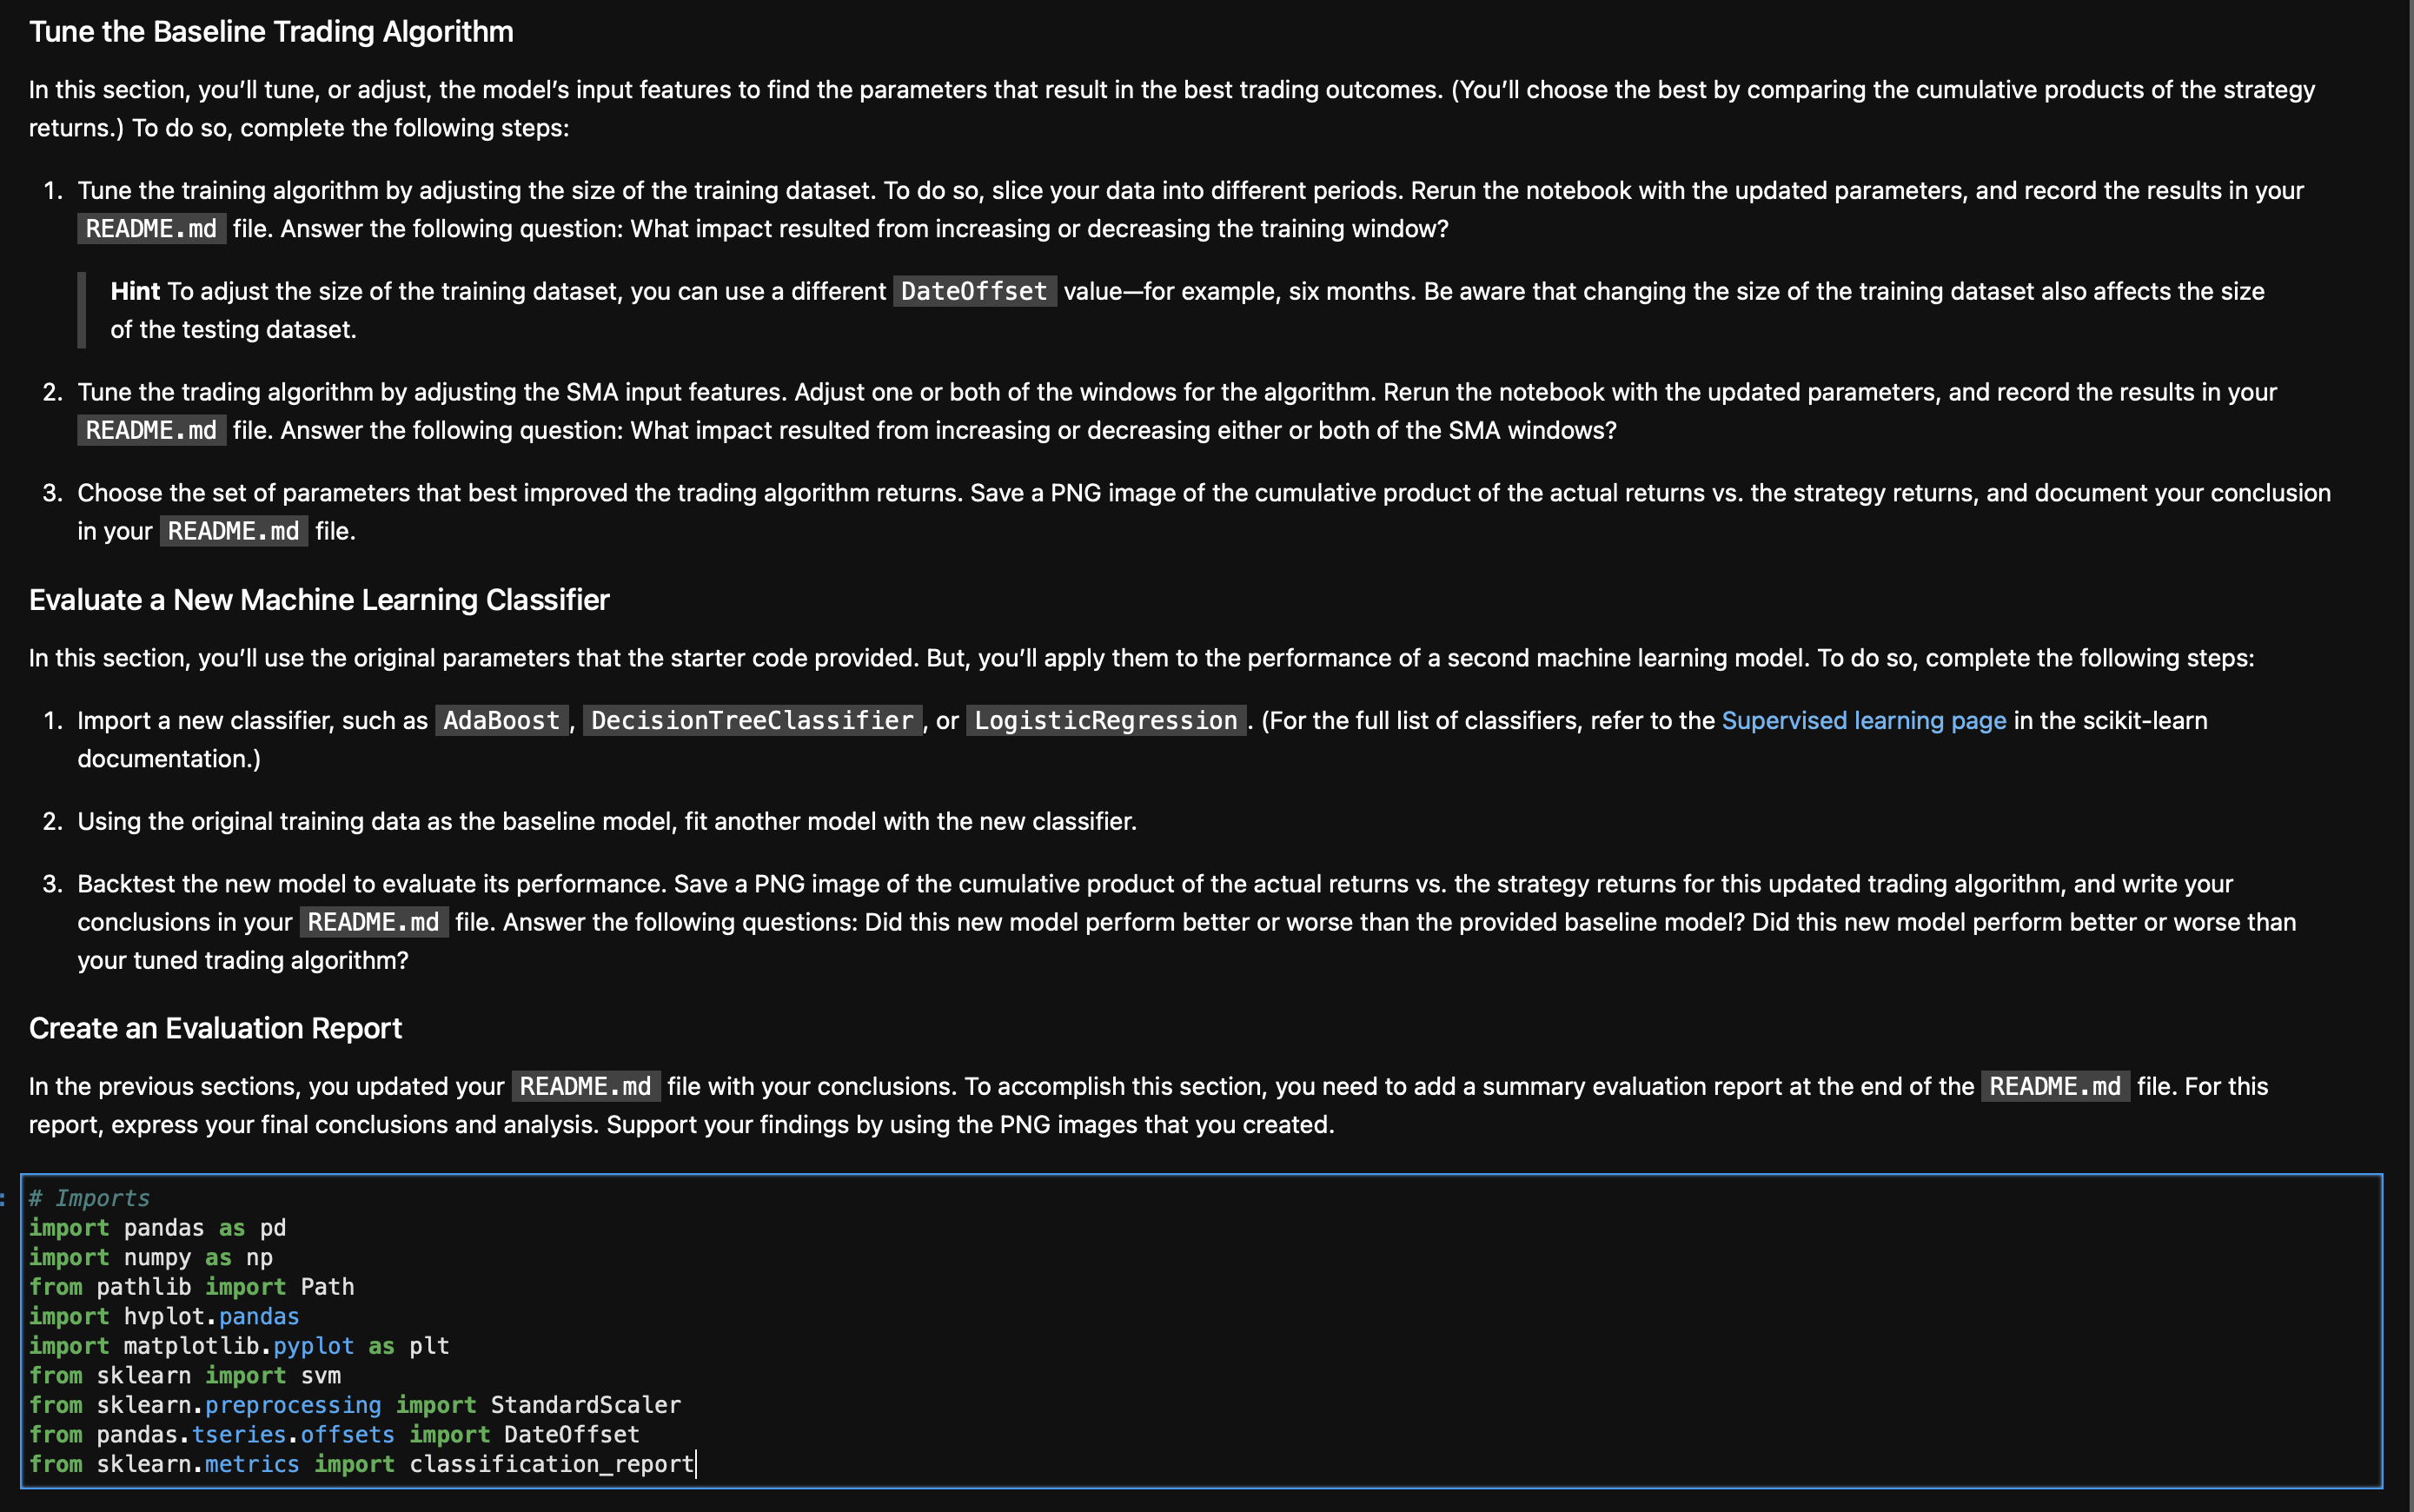 Tune the Baseline Trading Algorithm
In this section, you’ll tune, or adjust, the model’s input features to find the parameters that result in the best trading outcomes. (You’ll choose the best by comparing the cumulative products of the strategy
returns.) To do so, complete the following steps:
1. Tune the training algorithm by adjusting the size of the training dataset. To do so, slice your data into different periods. Rerun the notebook with the updated parameters, and record the results in your
README.md file. Answer the following question: What impact resulted from increasing or decreasing the training window?
Hint To adjust the size of the training dataset, you can use a different DateOffset value—for example, six months. Be aware that changing the size of the training dataset also affects the size
of the testing dataset.
2. Tune the trading algorithm by adjusting the SMA input features. Adjust one or both of the windows for the algorithm. Rerun the notebook with the updated parameters, and record the results in your
README.md file. Answer the following question: What impact resulted from increasing or decreasing either or both of the SMA windows?
3. Choose the set of parameters that best improved the trading algorithm returns. Save a PNG image of the cumulative product of the actual returns vs. the strategy returns, and document your conclusion
in your README.md file.
Evaluate a New Machine Learning Classifier
In this section, you’ll use the original parameters that the starter code provided. But, you’ll apply them to the performance of a second machine learning model. To do so, complete the following steps:
1. Import a new classifier, such as AdaBoost, DecisionTreeClassifier, or LogisticRegression. (For the full list of classifiers, refer to the Supervised learning page in the scikit-learn
documentation.)
2. Using the original training data as the baseline model, fit another model with the new classifier.
3. Backtest the new model to evaluate its performance. Save a PNG image of the cumulative product of the actual returns vs. the strategy returns for this updated trading algorithm, and write your
conclusions in your README.md file. Answer the following questions: Did this new model perform better or worse than the provided baseline model? Did this new model perform better or worse than
your tuned trading algorithm?
Create an Evaluation Report
In the previous sections, you updated your README.md file with your conclusions. To accomplish this section, you need to add a summary evaluation report at the end of the README.md file. For this
report, express your final conclusions and analysis. Support your findings by using the PNG images that you created.
: # Imports
import pandas as pd
import numpy as np
from pathlib import Path
import hvplot.pandas
import matplotlib.pyplot as plt
from sklearn import svm
from sklearn.preprocessing import StandardScaler
from pandas.tseries.offsets import DateOffset
from sklearn.metrics import classification_report